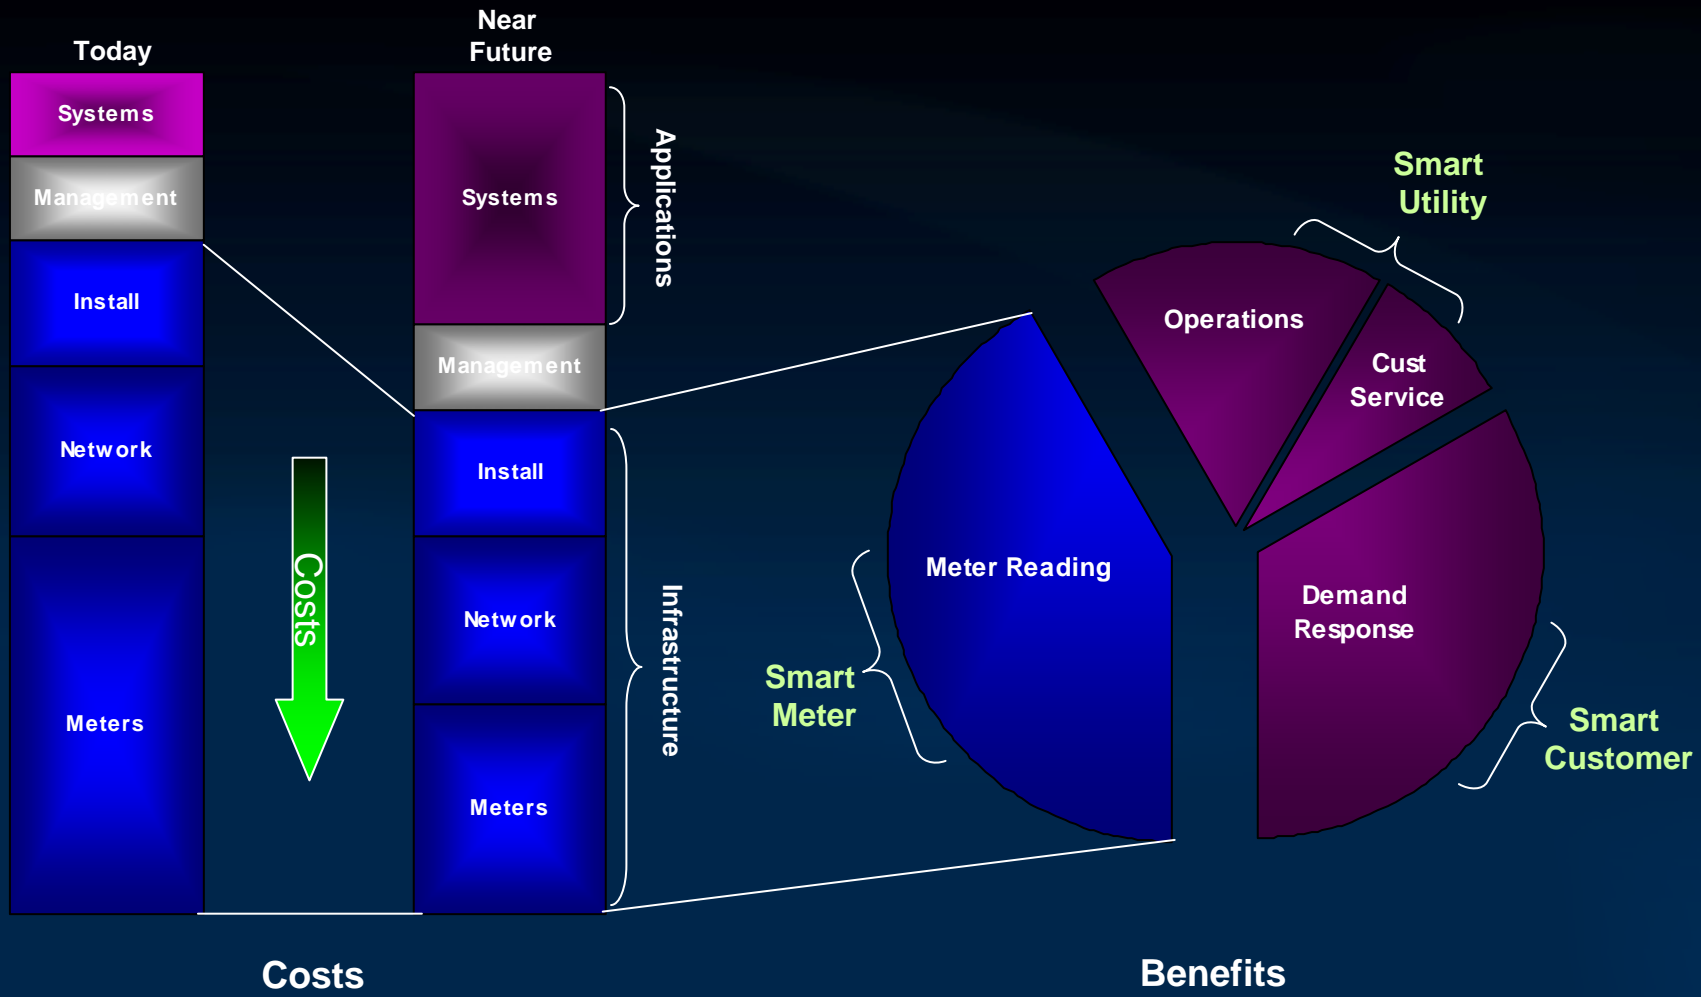 Today
Systems
Management
Install
Network
Meters
Costs
Near
Future
Systems
Management
Install
Network
Meters
Applications
Infrastructure
Smart
Utility
Operations
Cust
Service
Meter Reading
Demand
Response
Smart
Meter
Smart
Customer
Costs
Benefits